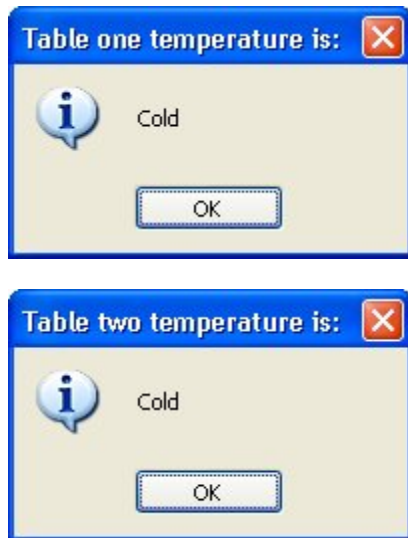 Table one temperature is:
Cold
OK
Table two temperature is:
Cold
OK